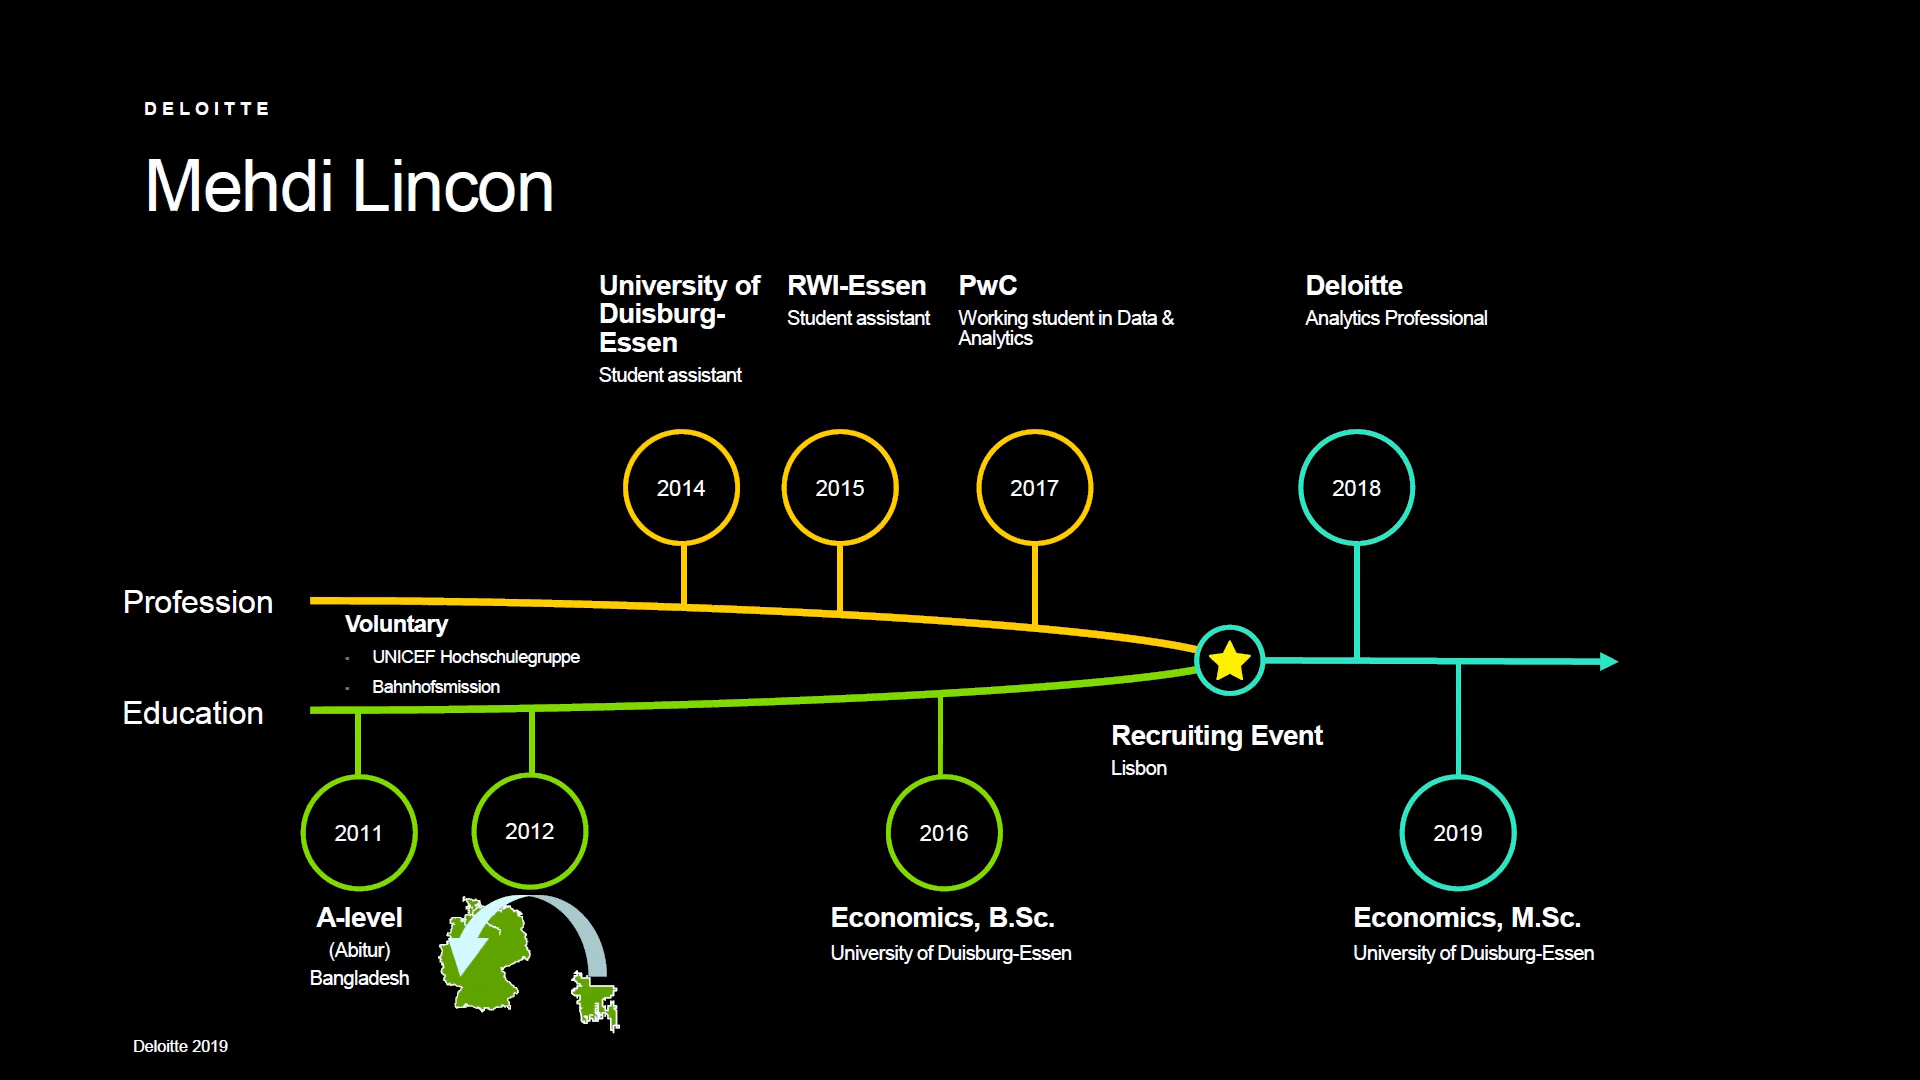 DELOITTE
Mehdi Lincon
University of
Duisburg-
Essen
Student assistant
RWI-Essen
Student assistant
PwC
Working student in Data &
Analytics
Deloitte
Analytics Professional
2014
2015
2017
2018
Profession
Voluntary
UNICEF Hochschulegruppe
Bahnhofsmission
Education
Recruiting Event
Lisbon
2011
2012
2016
2019
A-level
(Abitur)
Bangladesh
Economics, B.Sc.
University of Duisburg-Essen
Economics, M.Sc.
University of Duisburg-Essen
Deloitte 2019